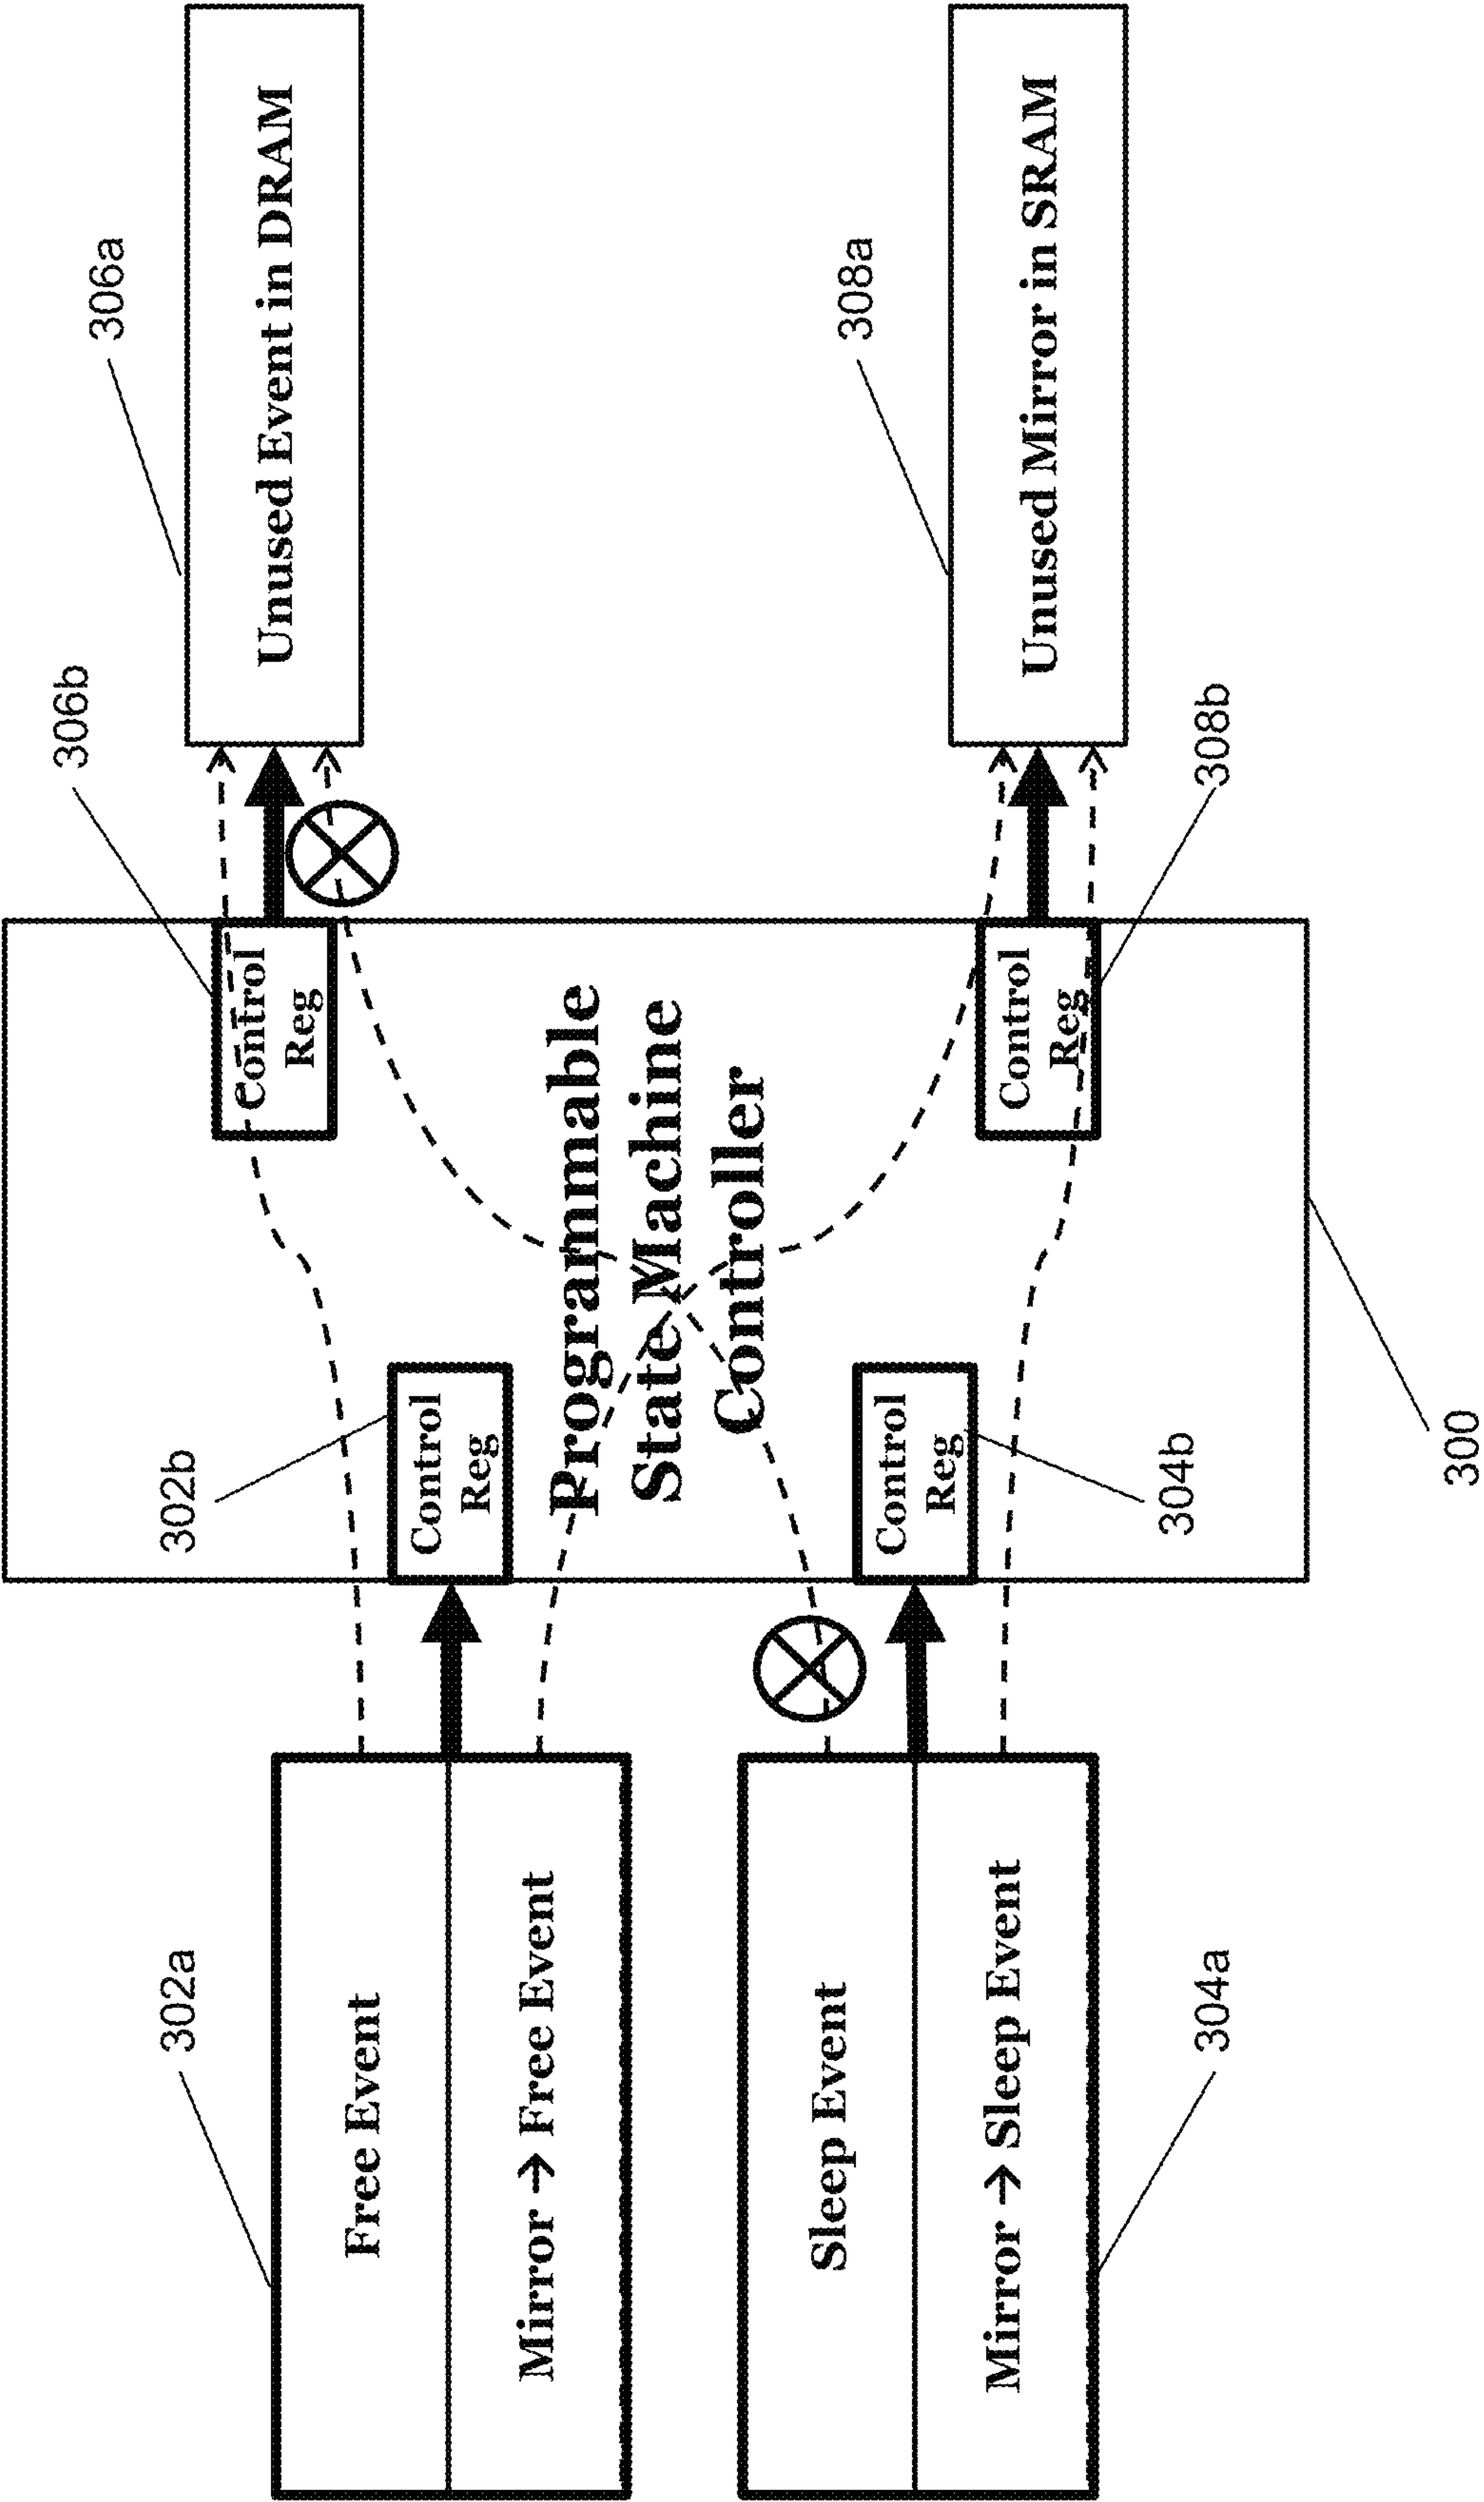 302a
Free Event
Mirror → Free Event
Sleep Event
Mirror → Sleep Event
304a
302b
Control
Reg
306b
Control
Reg
Programmable
State Machine
Controller
Control
Reg
304b
Control
Reg
308b
300
306a
Unused Event in DRAM
308a
Unused Mirror in SRAM